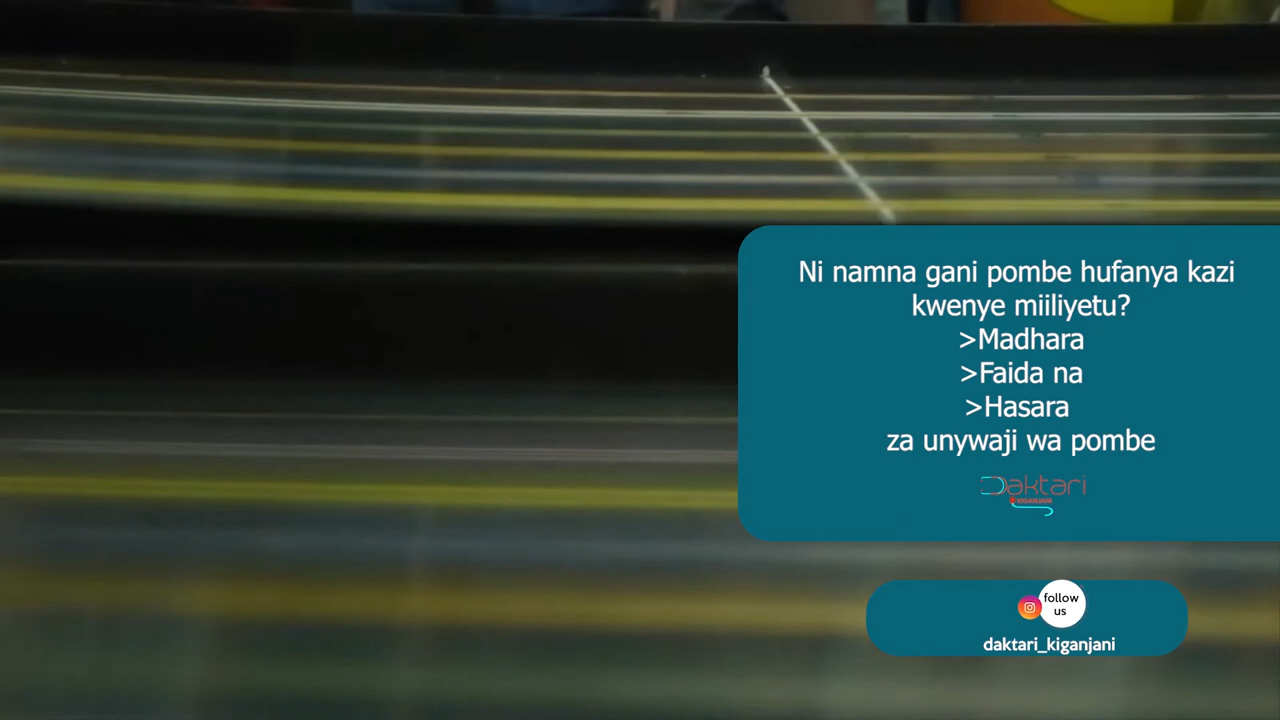 Ni namna gani pombe hufanya kazi
kwenye miiliyetu?
>Madhara
>Faida na
>Hasara
za unywaji wa pombe
Daktari
KIGANJANI
follow
us
daktari_kiganjani